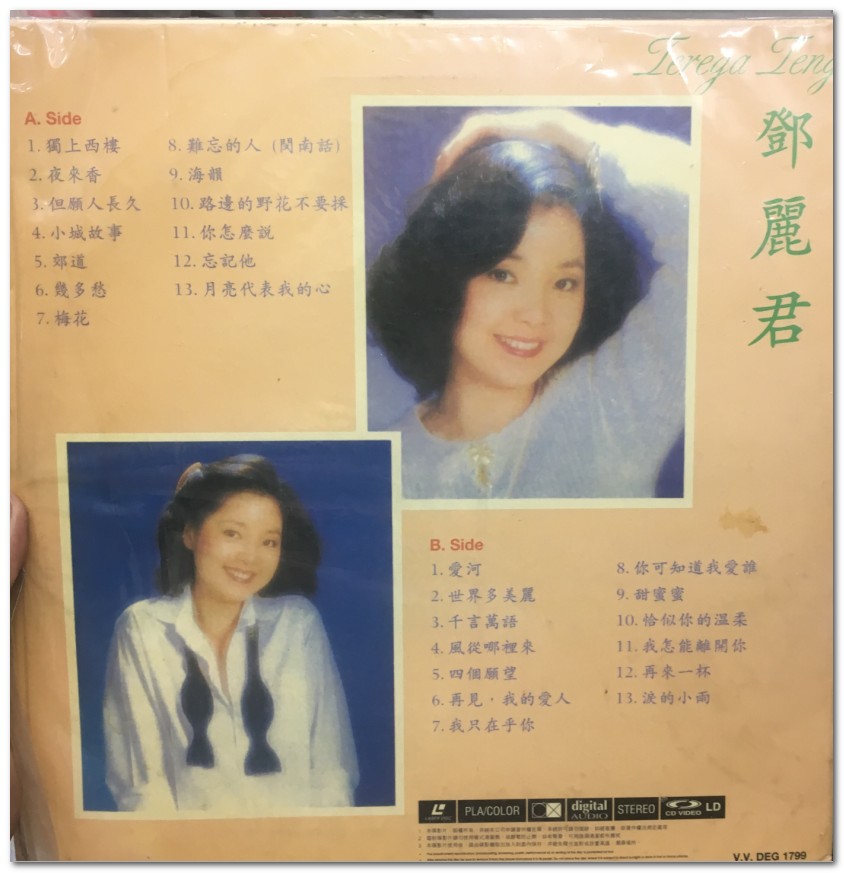 Tereya Teng
鄧麗君
A. Side
1. 獨上西樓
2. 夜來香
3. 但願人長久
4. 小城故事
5. 郊道
6. 幾多愁
7. 梅花
8. 難忘的人 (閩南話)
9. 海韻
10. 路邊的野花不要採
11. 你怎麼說
12. 忘記他
13. 月亮代表我的心
B. Side
1. 愛河
2. 世界多美麗
3. 千言萬語
4. 風從哪裡來
5. 四個願望
6. 再見，我的愛人
7. 我只在乎你
8. 你可知道我愛誰
9. 甜蜜蜜
10. 恰似你的温柔
11. 我怎能離開你
12. 再來一杯
13. 淚的小雨
PLA/COLOR
digital AUDIO
STEREO
CD VIDEO
LD
V.V. DEG 1799